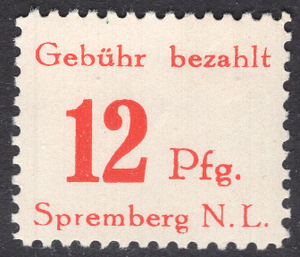 Gebühr bezahlt
12 Pfg.
Spremberg N.L.